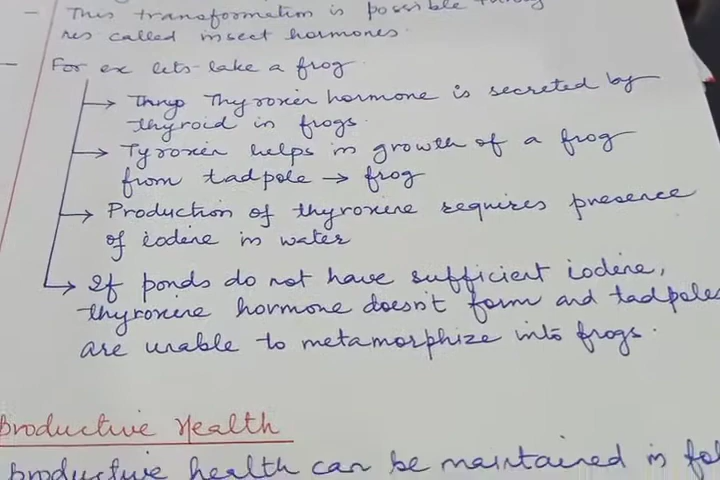 - This transformation is possible through
res called insect hormones.
- For ex lets take a frog.
→ Thyroxin hormone is secreted by
thyroid in frogs.
→ Tyroxin helps in growth of a frog
from tadpole → frog
→ Production of thyroxine requires presence
of iodine in water
→ If ponds do not have sufficient iodine,
thyroxine hormone doesn't form and tadpoles
are unable to metamorphize into frogs.
productive Health
productive health can be maintained in